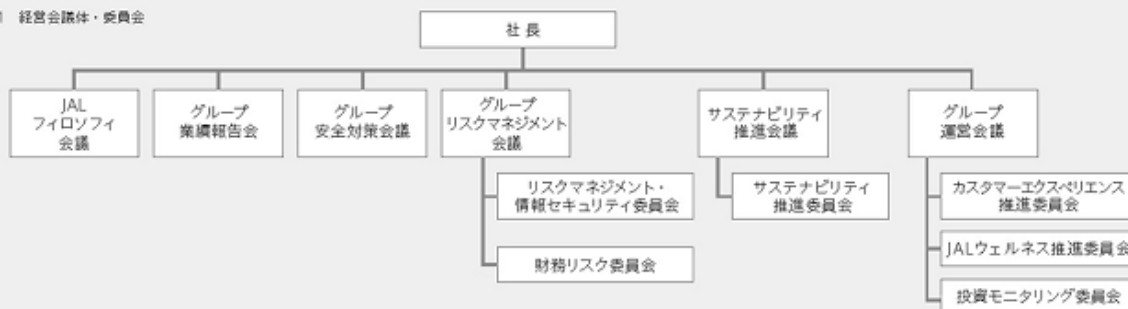 経営会議体・委員会
社 長
JAL
フィロソフィ
会議
グループ
業績報告会
グループ
安全対策会議
グループ
リスクマネジメント
会議
サステナビリティ
推進会議
グループ
運営会議
リスクマネジメント・
情報セキュリティ委員会
財務リスク委員会
サステナビリティ
推進委員会
カスタマーエクスペリエンス
推進委員会
JALウェルネス推進委員会
投資モニタリング委員会